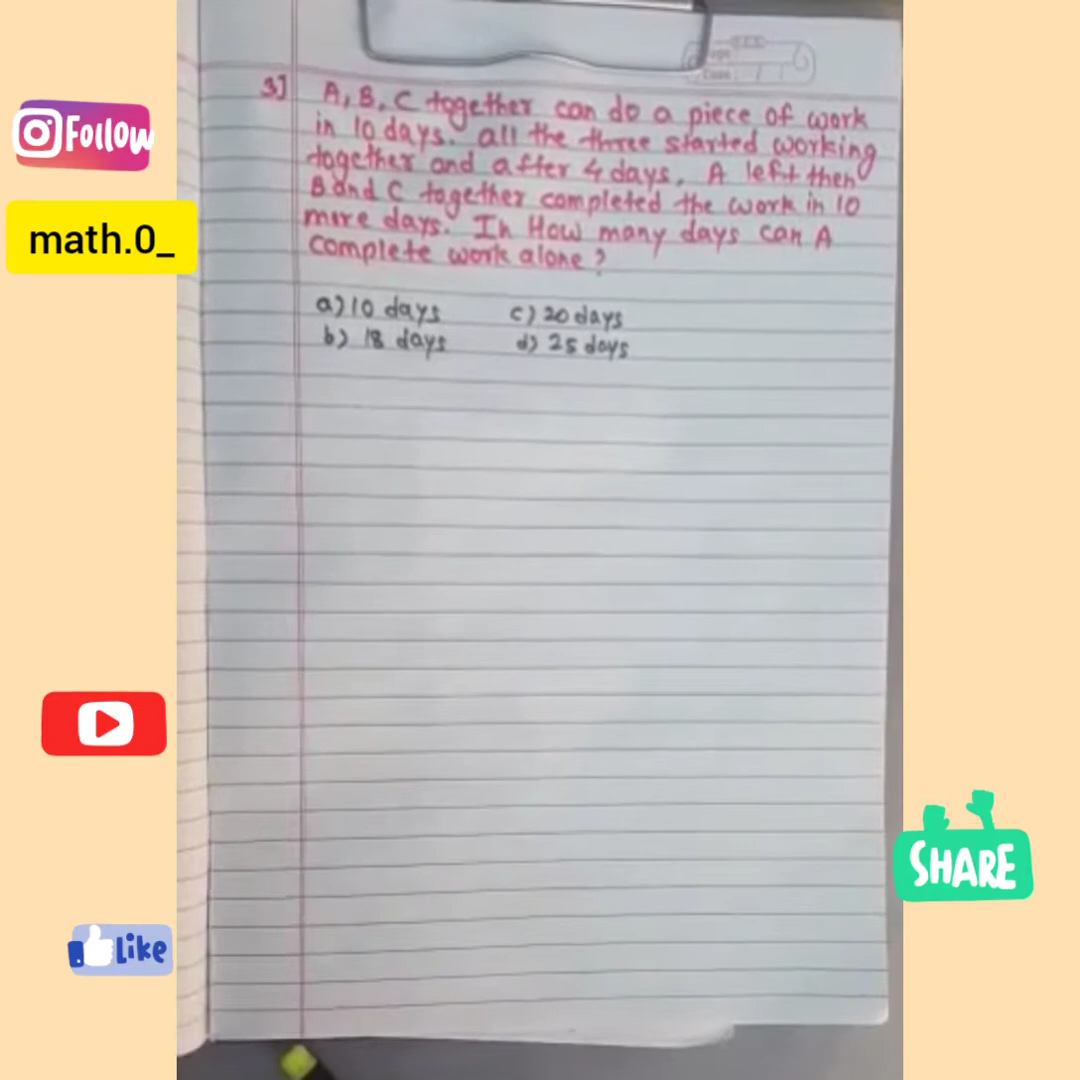 3] A, B, C together can do a piece of work
in 10 days. all the three started working
together and after 4 days, A left then
B and C together completed the work in 10
more days. In How many days can A
complete work alone?
a) 10 days c) 20 days
b) 18 days d) 25 days
Follow
math.0_
SHARE
Like